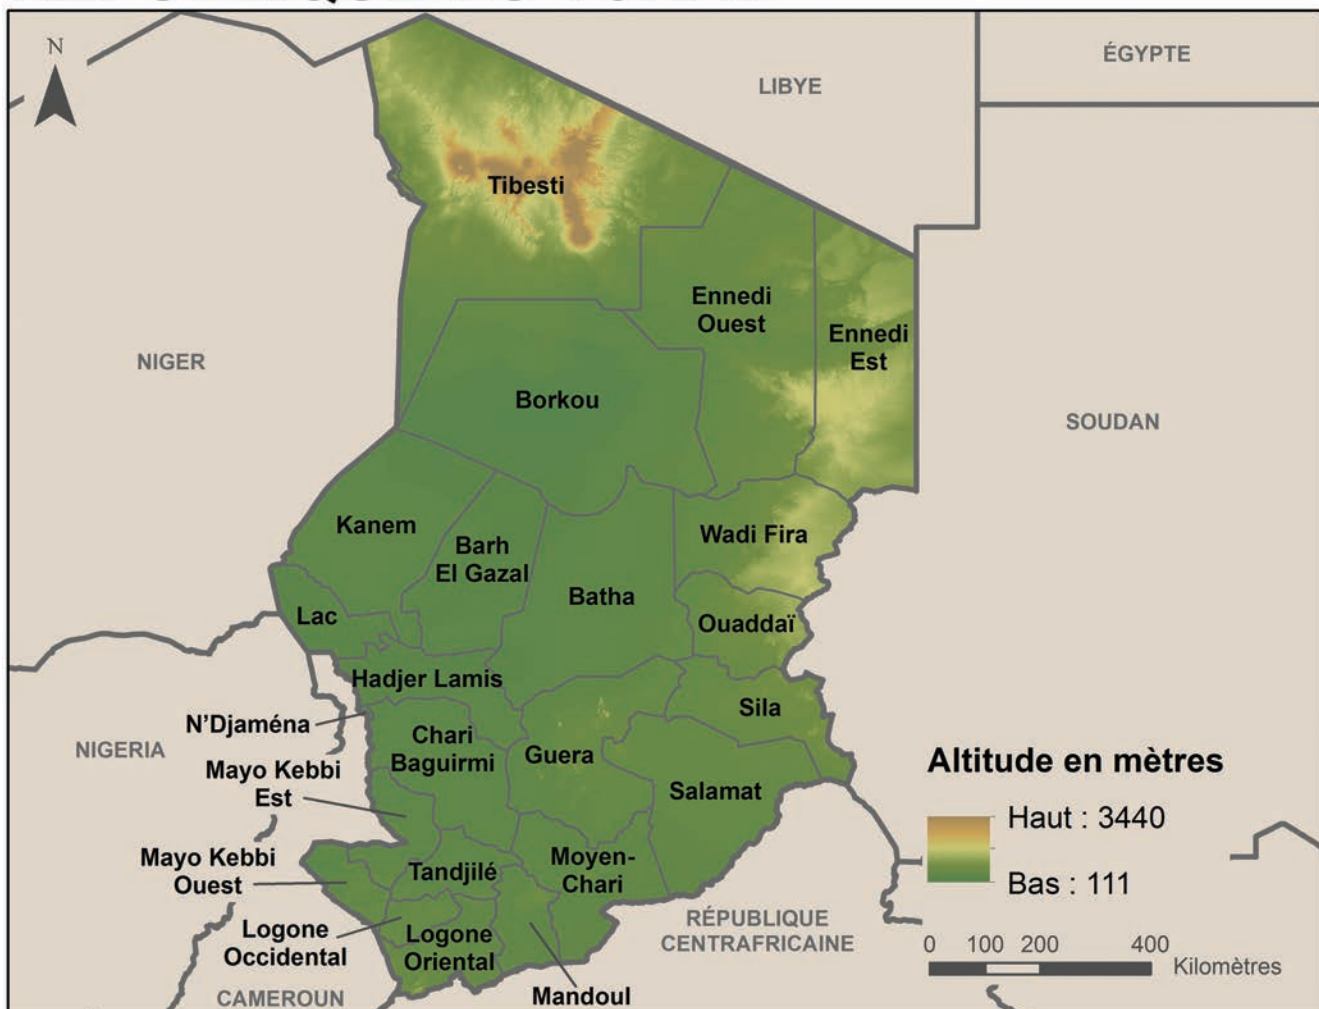 N
LIBYE
ÉGYPTE
Tibesti
Ennedi
Ouest
Ennedi
Est
NIGER
Borkou
SOUDAN
Kanem
Barh
El Gazal
Wadi Fira
Batha
Lac
Ouaddaï
Hadjer Lamis
N'Djaména
Chari
Baguirmi
Sila
NIGERIA
Guera
Mayo Kebbi
Est
Salamat
Altitude en mètres
Haut : 3440
Bas : 111
Mayo Kebbi
Ouest
Tandjilé
Moyen-
Chari
Logone
Occidental
Logone
Oriental
RÉPUBLIQUE
CENTRAFRICAINE
0 100 200 400
Kilomètres
CAMEROUN
Mandoul